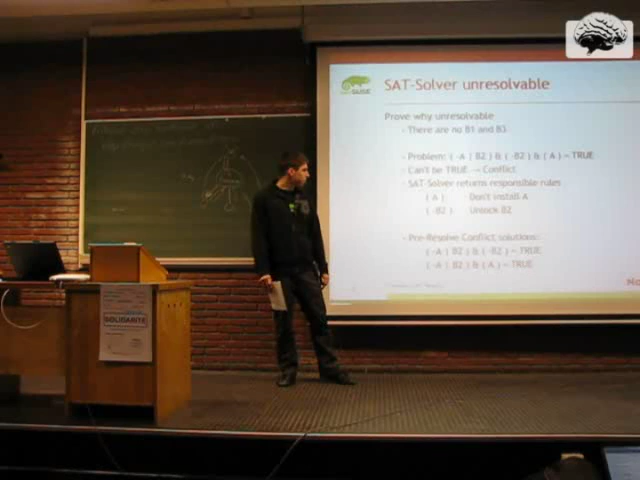 SUSE
SAT-Solver unresolvable
Prove why unresolvable
- There are no B1 and B3
- Problem: ( -A | B2 ) & ( -B2 ) & ( A ) = TRUE
- Can't be TRUE → Conflict
- SAT-Solver returns responsible rules
( A ) Don't install A
( -B2 ) Unlock B2
- Pre-Resolve Conflict solutions:
( -A | B2 ) & ( -B2 ) = TRUE
( -A | B2 ) & ( A ) = TRUE
SOLIDARITE